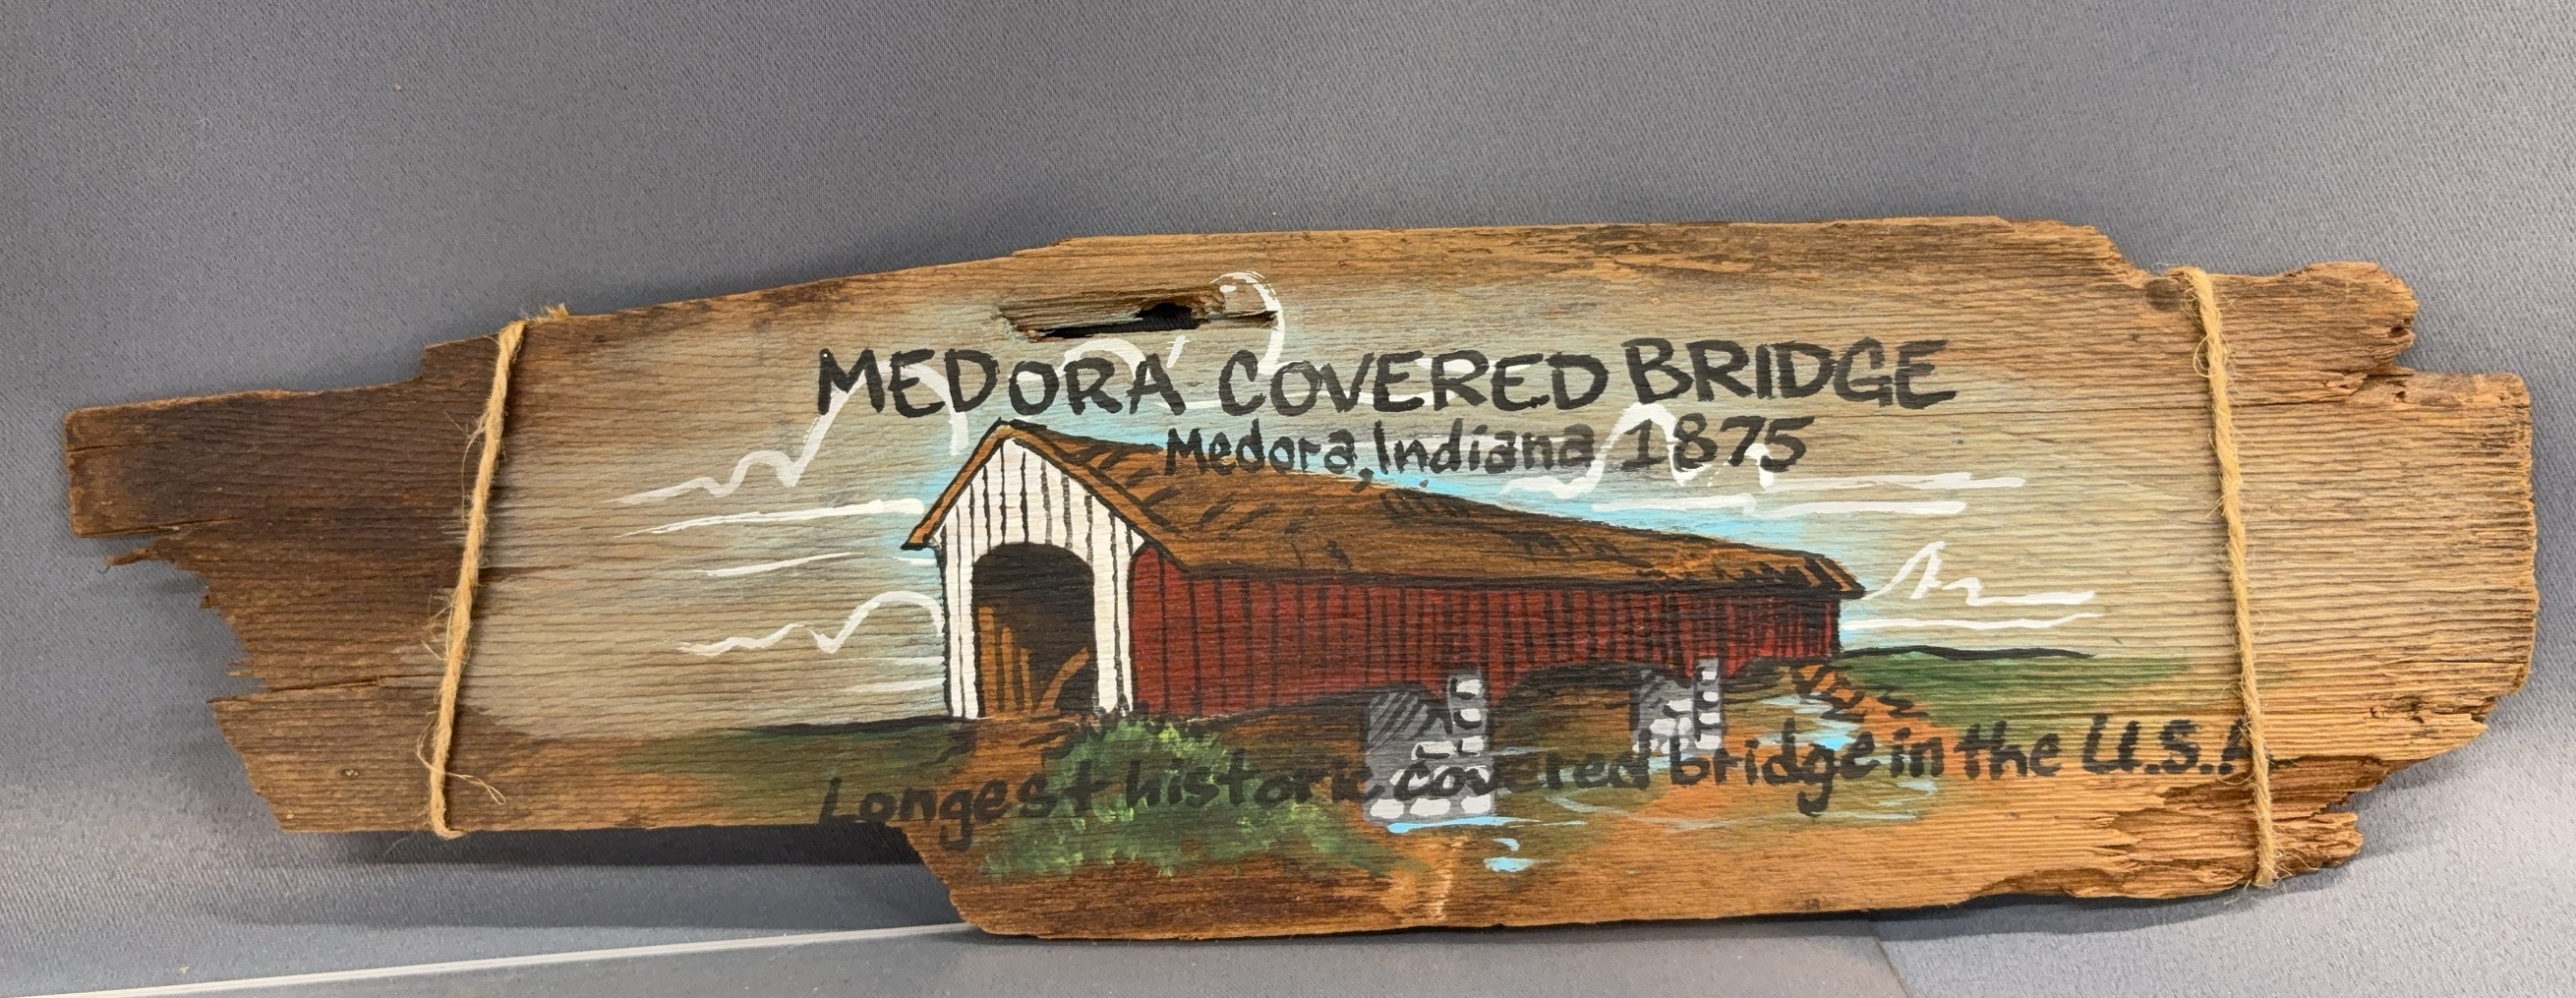 MEDORA COVERED BRIDGE
Medora, Indiana 1875
Longest historic covered bridge in the U.S.A